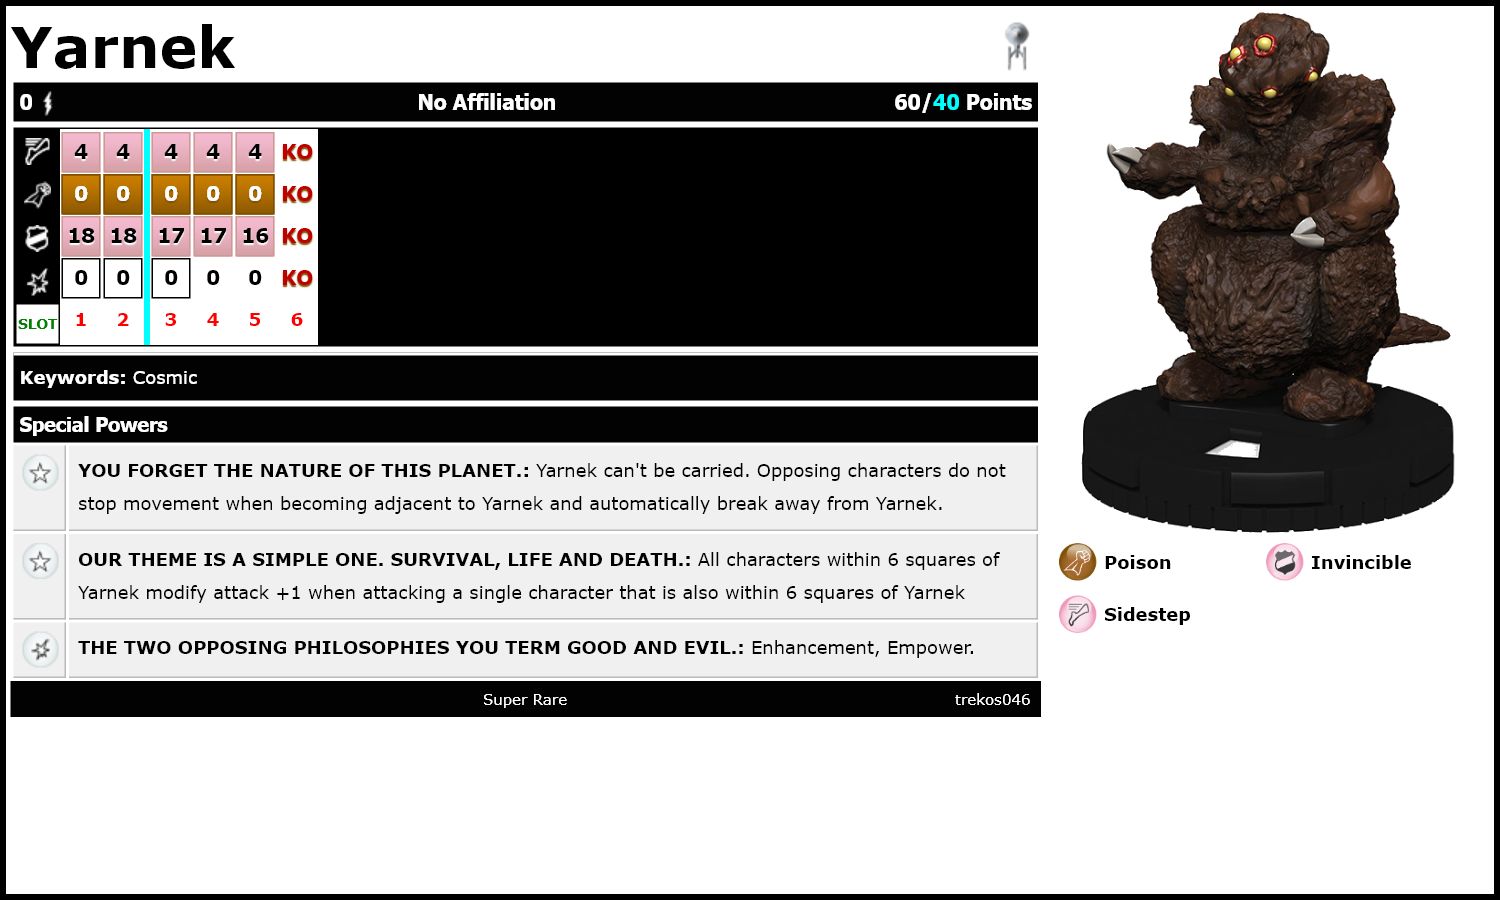 Yarnek
0 No Affiliation 60/40 Points
4 4 4 4 4 KO
0 0 0 0 0 KO
18 18 17 17 16 KO
0 0 0 0 0 KO
SLOT 1 2 3 4 5 6
Keywords: Cosmic
Special Powers
YOU FORGET THE NATURE OF THIS PLANET.: Yarnek can't be carried. Opposing characters do not
stop movement when becoming adjacent to Yarnek and automatically break away from Yarnek.
OUR THEME IS A SIMPLE ONE. SURVIVAL, LIFE AND DEATH.: All characters within 6 squares of
Yarnek modify attack +1 when attacking a single character that is also within 6 squares of Yarnek
THE TWO OPPOSING PHILOSOPHIES YOU TERM GOOD AND EVIL.: Enhancement, Empower.
Super Rare trekos046
Poison Invincible
Sidestep